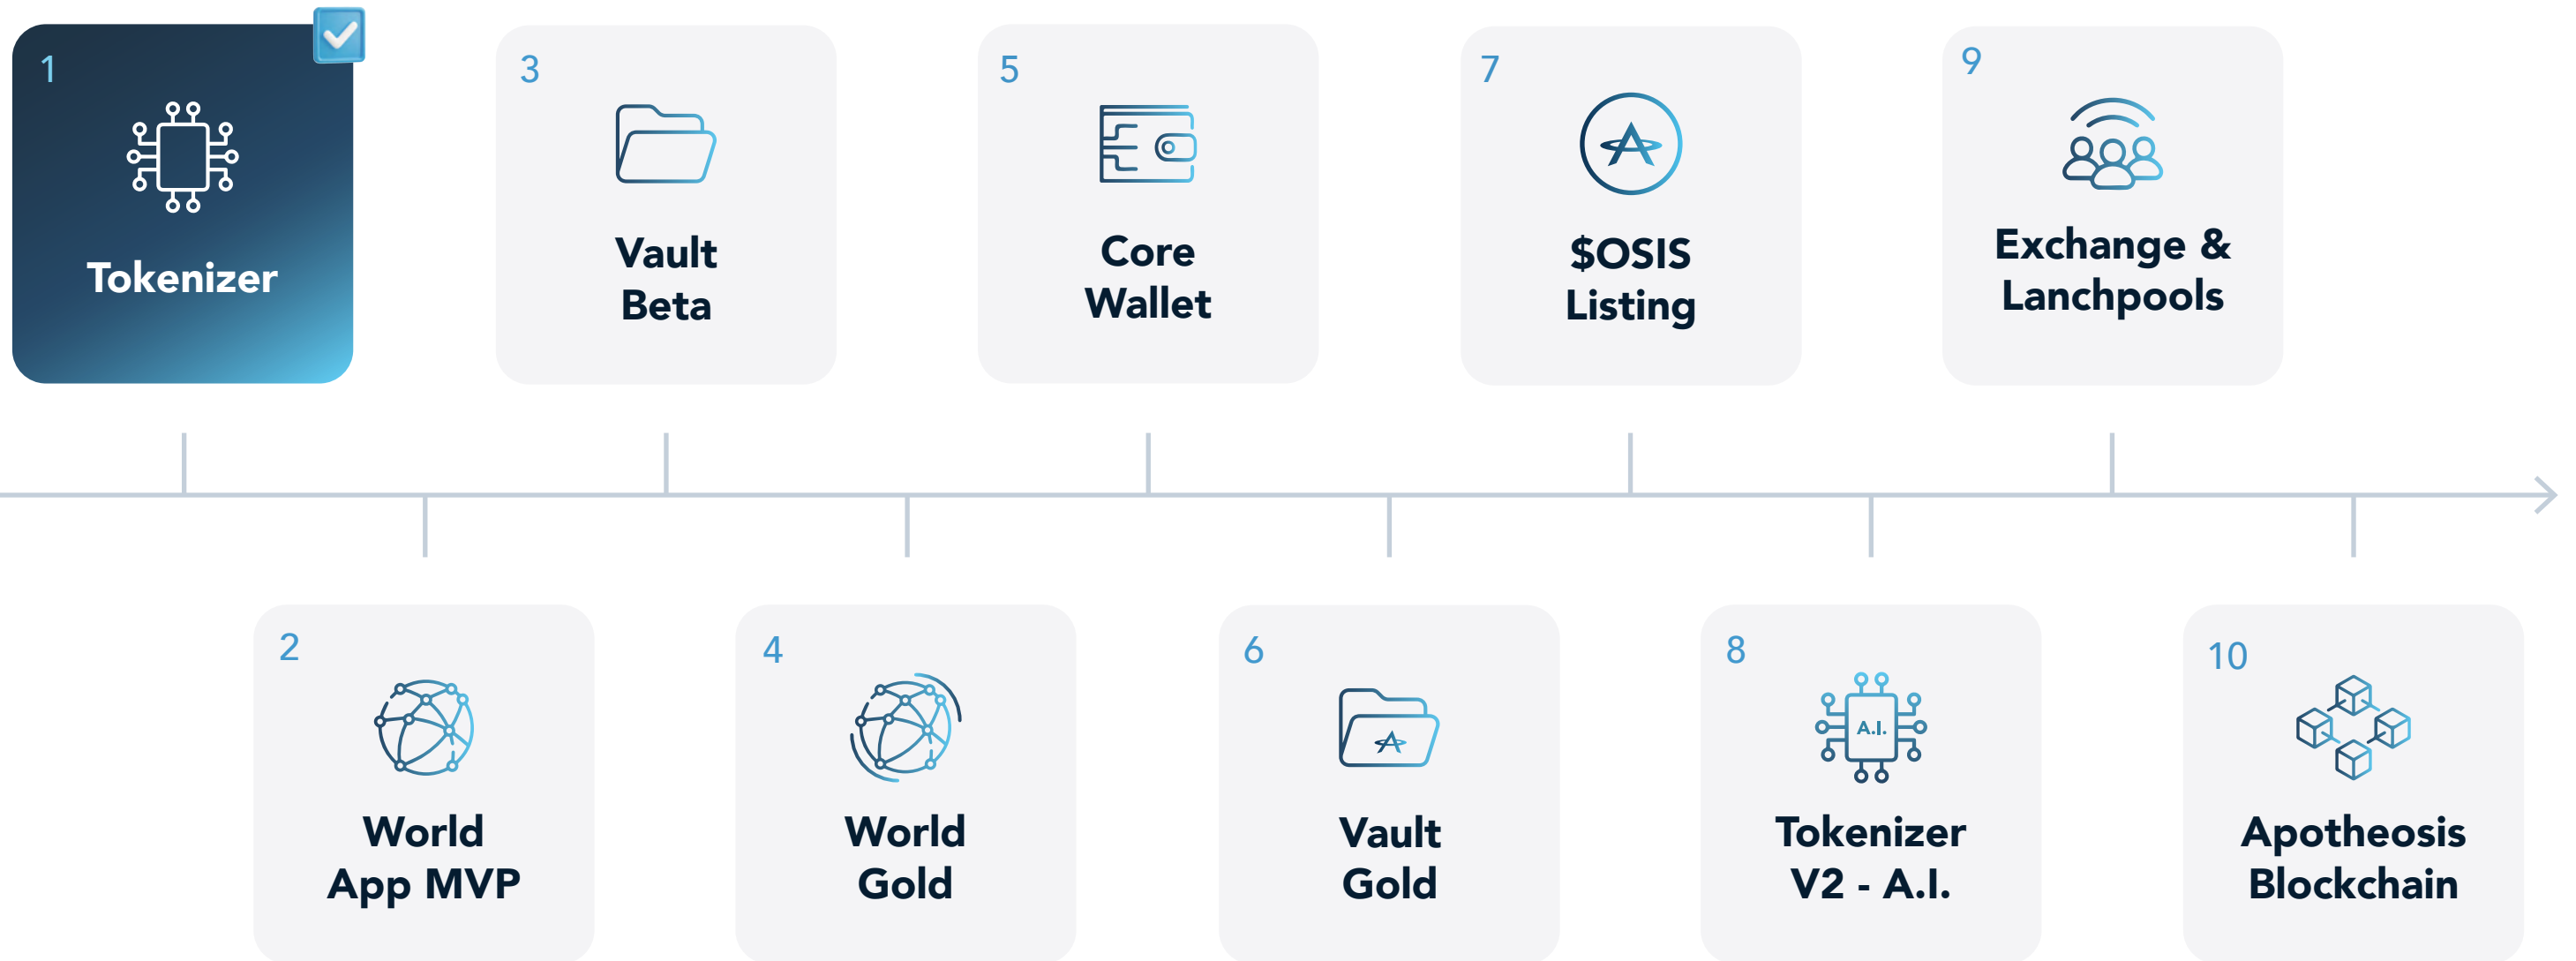 1
Tokenizer
3
Vault
Beta
5
Core
Wallet
7
$OSIS
Listing
9
Exchange &
Lanchpools
2
World
App MVP
4
World
Gold
6
Vault
Gold
8
A.I.
Tokenizer
V2 - A.I.
10
Apotheosis
Blockchain